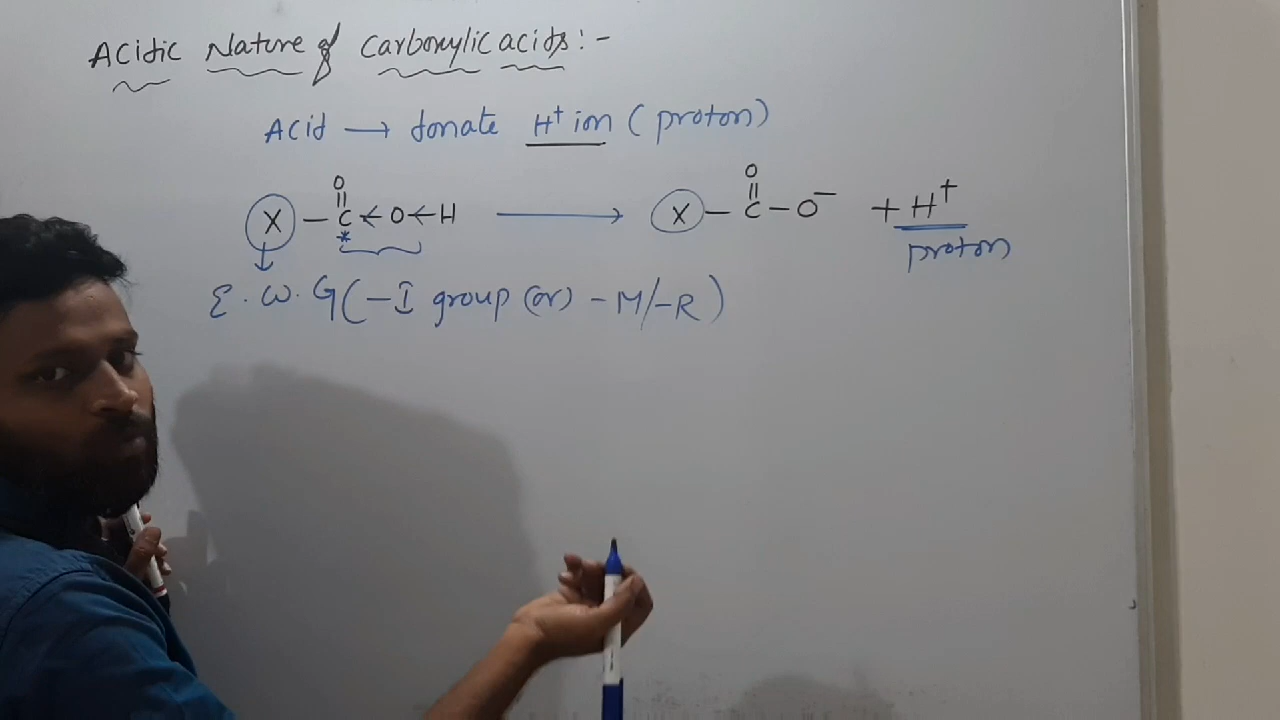 Acidic Nature of Carboxylic acids:-
Acid → donate H⁺ ion (proton)
O O
|| ||
X – C ← O ← H ⟶ X – C – O⁻ + H⁺
* proton
E.W.G (-I group (or) -M/-R)